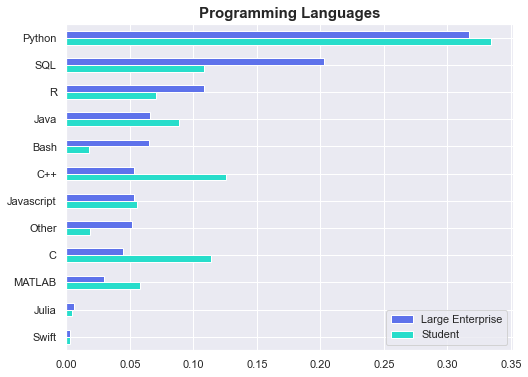 Programming Languages
Python
SQL
R
Java
Bash
C++
Javascript
Other
C
MATLAB
Julia
Swift
Large Enterprise
Student
0.00 0.05 0.10 0.15 0.20 0.25 0.30 0.35